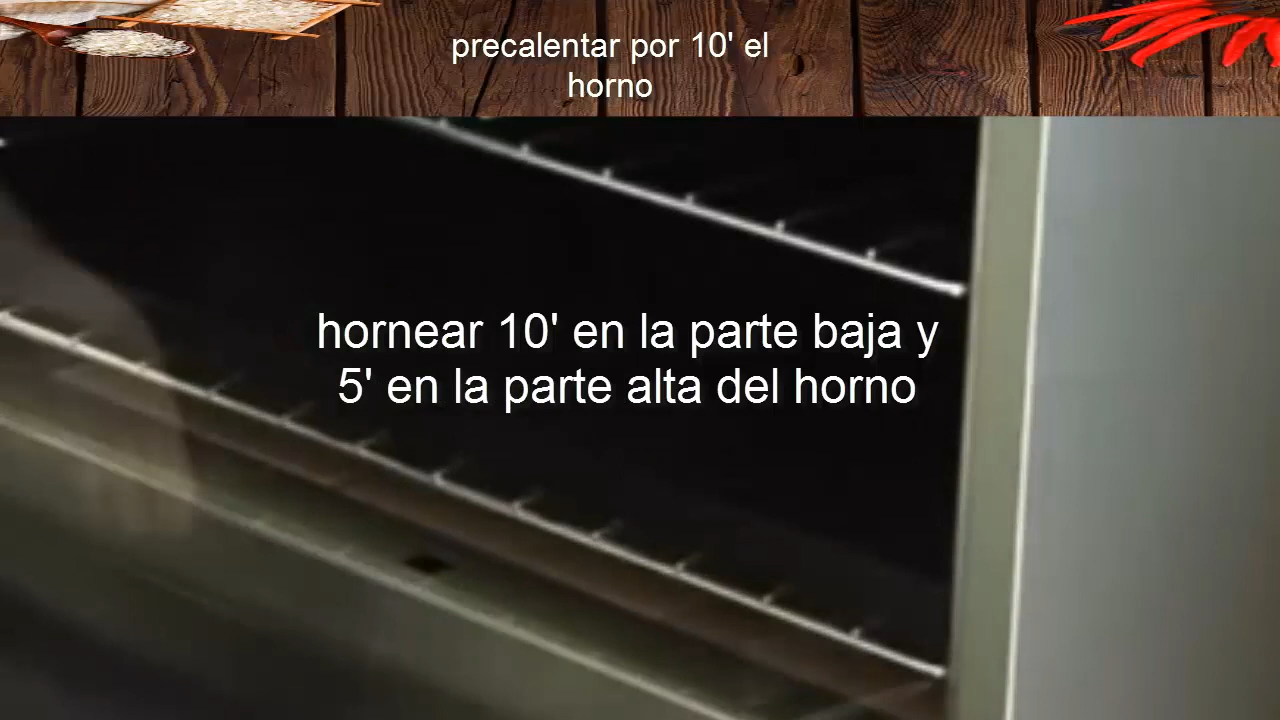 precalentar por 10' el
horno
hornear 10' en la parte baja y
5' en la parte alta del horno